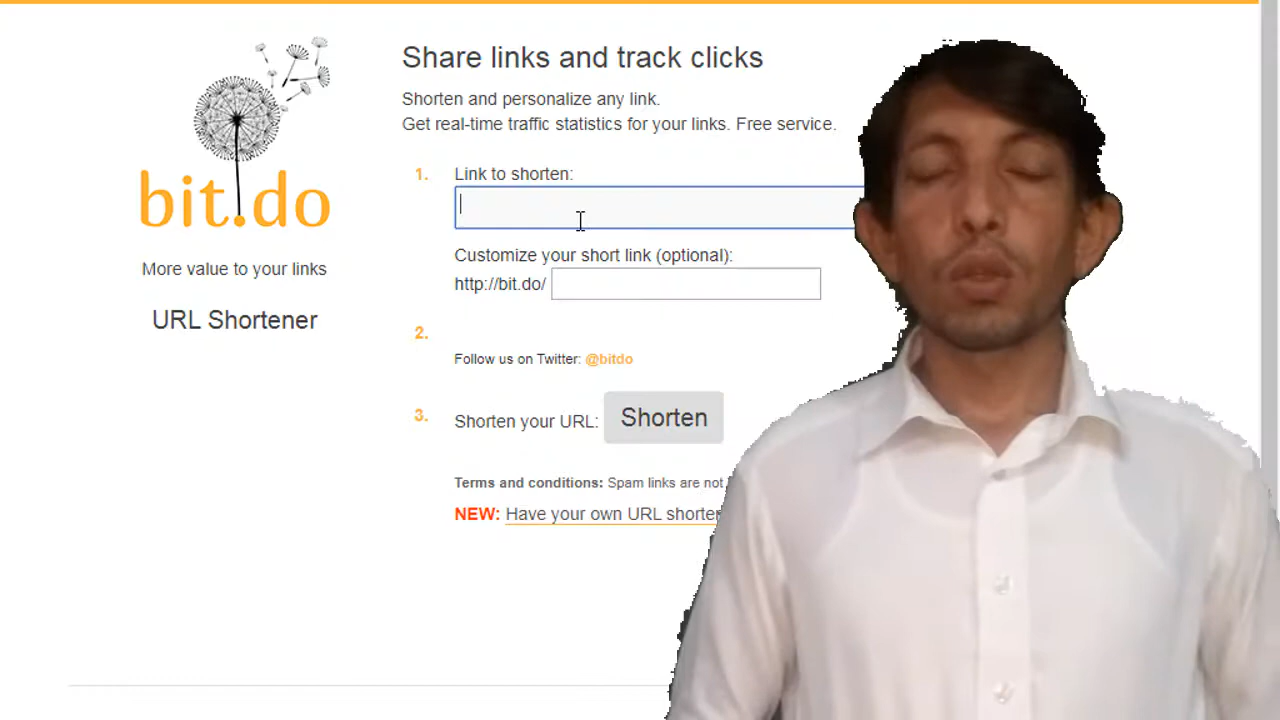 bit.do
More value to your links
URL Shortener
Share links and track clicks
Shorten and personalize any link.
Get real-time traffic statistics for your links. Free service.
1. Link to shorten:
Customize your short link (optional):
http://bit.do/
2.
Follow us on Twitter: @bitdo
3. Shorten your URL: Shorten
Terms and conditions: Spam links are not
NEW: Have your own URL